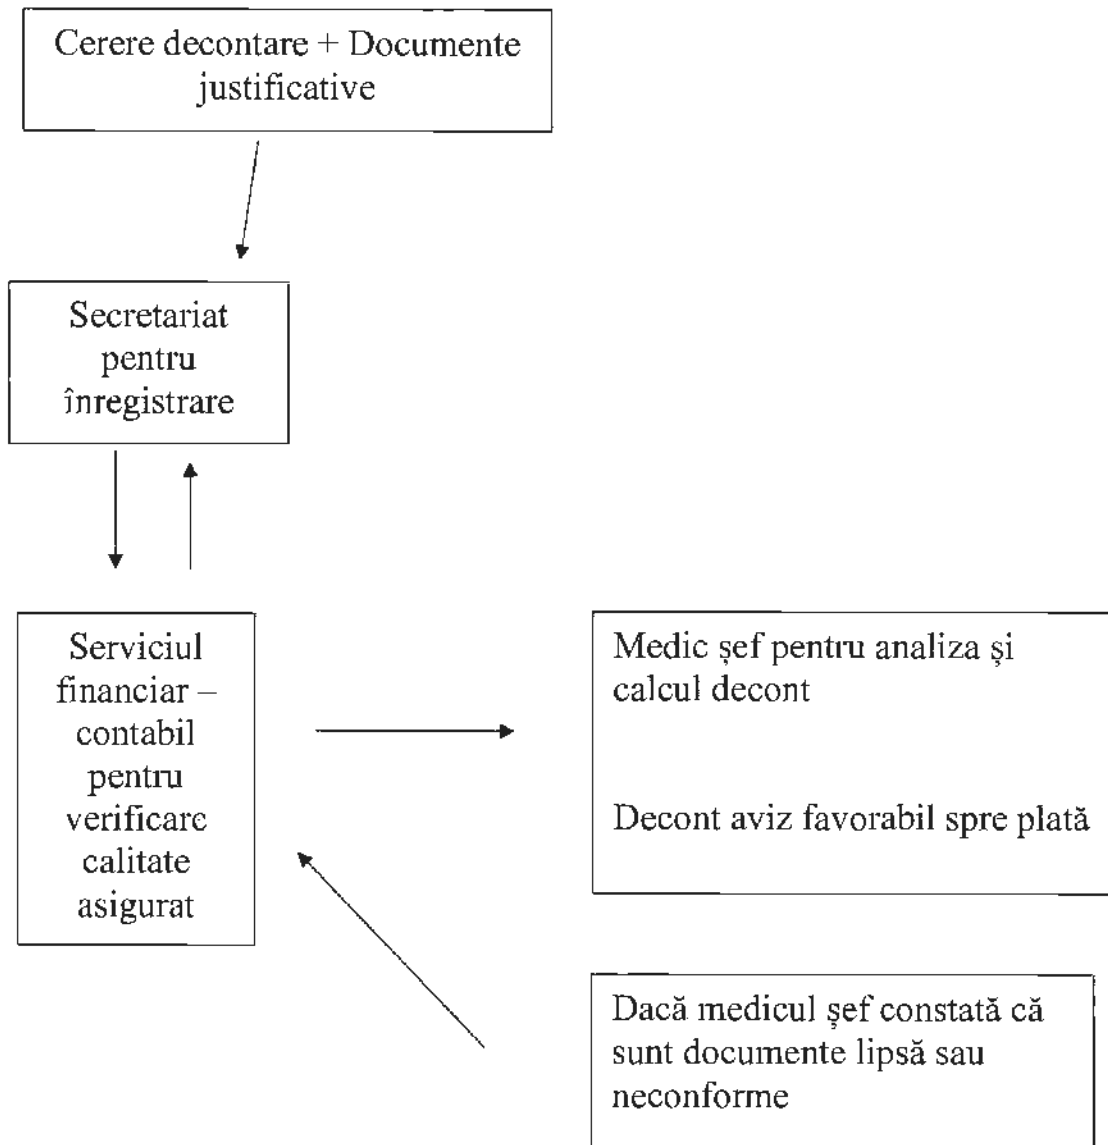 Cerere decontare + Documente
justificative
Secretariat
pentru
înregistrare
Serviciul
financiar –
contabil
pentru
verificare
calitate
asigurat
Medic șef pentru analiza și
calcul decont
Decont aviz favorabil spre plată
Dacă medicul șef constată că
sunt documente lipsă sau
neconforme